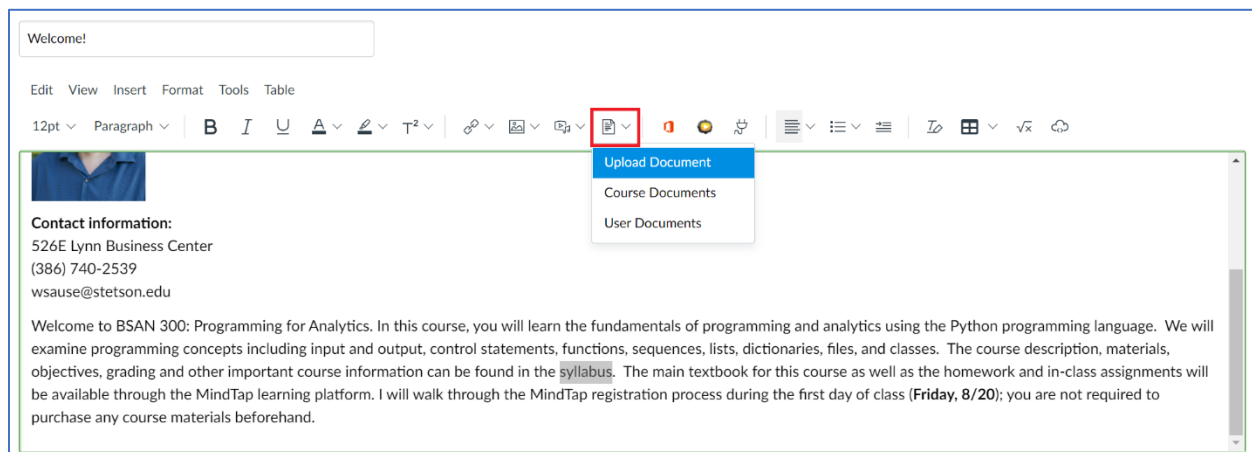 Welcome!
Edit View Insert Format Tools Table
12pt Paragraph B I U A T²
Upload Document
Course Documents
User Documents
Contact information:
526E Lynn Business Center
(386) 740-2539
wsause@stetson.edu
Welcome to BSAN 300: Programming for Analytics. In this course, you will learn the fundamentals of programming and analytics using the Python programming language. We will
examine programming concepts including input and output, control statements, functions, sequences, lists, dictionaries, files, and classes. The course description, materials,
objectives, grading and other important course information can be found in the syllabus. The main textbook for this course as well as the homework and in-class assignments will
be available through the MindTap learning platform. I will walk through the MindTap registration process during the first day of class (Friday, 8/20); you are not required to
purchase any course materials beforehand.